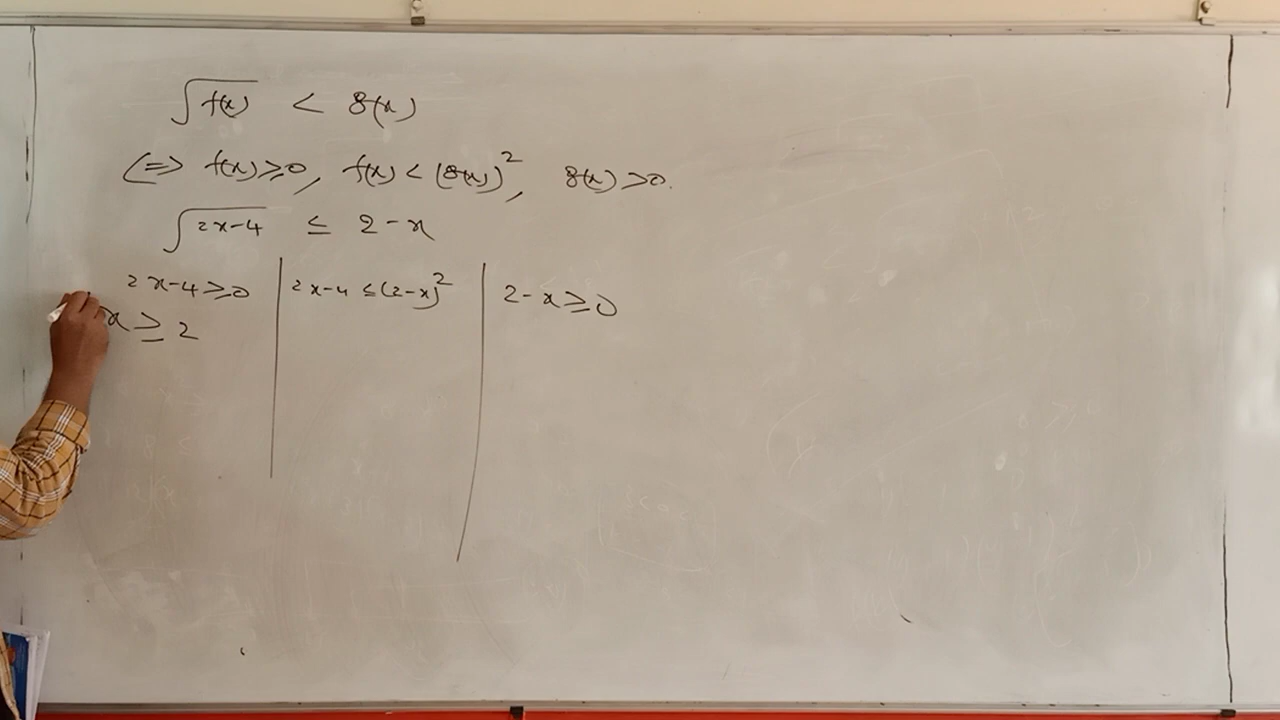 √f(x) < g(x)
(=> f(x) ≥ 0, f(x) < (g(x))², g(x) > 0.
√2x-4 ≤ 2-x
2x-4 ≥ 0 | 2x-4 ≤ (2-x)² | 2-x ≥ 0
x ≥ 2